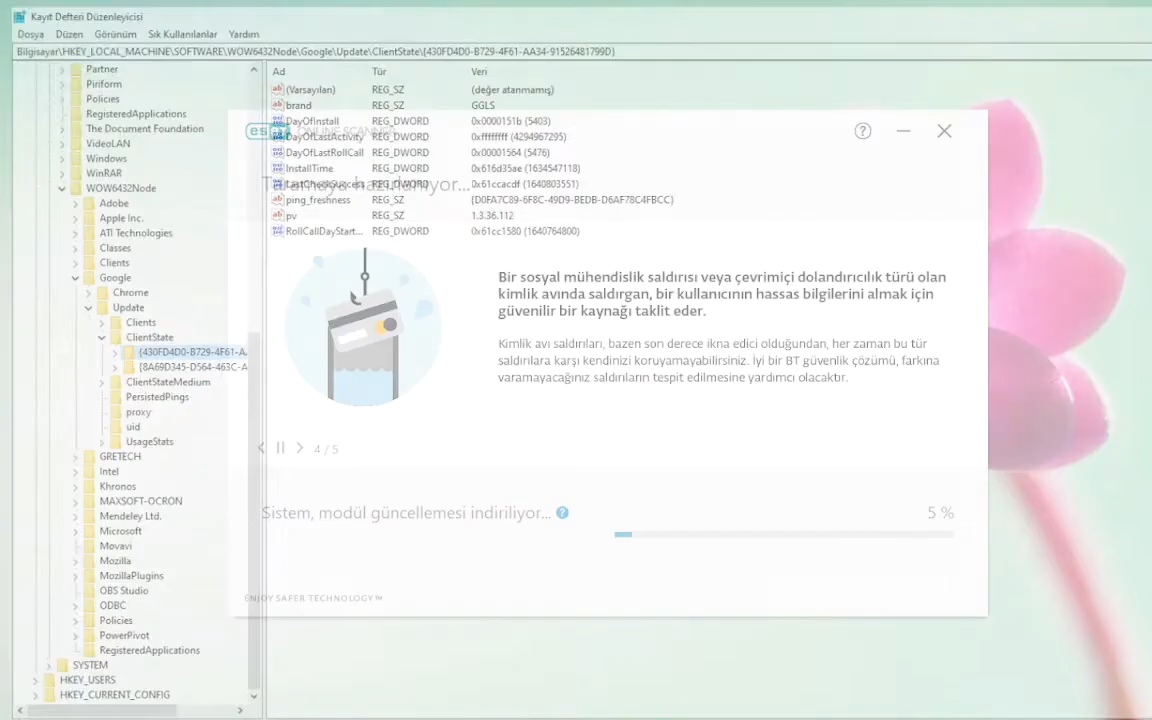 Kayıt Defteri Düzenleyicisi
Dosya Düzen Görünüm Sık Kullanılanlar Yardım
Bilgisayar\HKEY_LOCAL_MACHINE\SOFTWARE\WOW6432Node\Google\Update\ClientState\{430FD4D0-B729-4F61-AA34-91526481799D}
Partner
Piriform
Policies
RegisteredApplications
The Document Foundation
VideoLAN
Windows
WinRAR
WOW6432Node
Adobe
Apple Inc.
ATI Technologies
Classes
Clients
Google
Chrome
Update
Clients
ClientState
{430FD4D0-B729-4F61-A
{8A69D345-D564-463C-A
ClientStateMedium
PersistedPings
proxy
uid
UsageStats
GRETECH
Intel
Khronos
MAXSOFT-OCRON
Mendeley Ltd.
Microsoft
Movavi
Mozilla
MozillaPlugins
OBS Studio
ODBC
Policies
PowerPivot
RegisteredApplications
SYSTEM
HKEY_USERS
HKEY_CURRENT_CONFIG
Ad Tür Veri
(Varsayılan) REG_SZ (değer atanmamış)
brand REG_SZ GGLS
DayOfInstall REG_DWORD 0x0000151b (5403)
DayOfLastActivity REG_DWORD 0xffffffff (4294967295)
DayOfLastRollCall REG_DWORD 0x00001564 (5476)
InstallTime REG_DWORD 0x616d35ae (1634547118)
LastCheckSuccess REG_DWORD 0x61ccacdf (1640803551)
ping_freshness REG_SZ {D0FA7C89-6F8C-49D9-BEDB-D6AF78C4FBCC}
pv REG_SZ 1.3.36.112
RollCallDayStart... REG_DWORD 0x61cc1580 (1640764800)
eset ONLINE SCANNER
Taramaya hazırlanıyor...
Bir sosyal mühendislik saldırısı veya çevrimiçi dolandırıcılık türü olan
kimlik avında saldırgan, bir kullanıcının hassas bilgilerini almak için
güvenilir bir kaynağı taklit eder.
Kimlik avı saldırıları, bazen son derece ikna edici olduğundan, her zaman bu tür
saldırılara karşı kendinizi koruyamayabilirsiniz. İyi bir BT güvenlik çözümü, farkına
varamayacağınız saldırıların tespit edilmesine yardımcı olacaktır.
4 / 5
Sistem, modül güncellemesi indiriliyor... 5 %
ENJOY SAFER TECHNOLOGY™